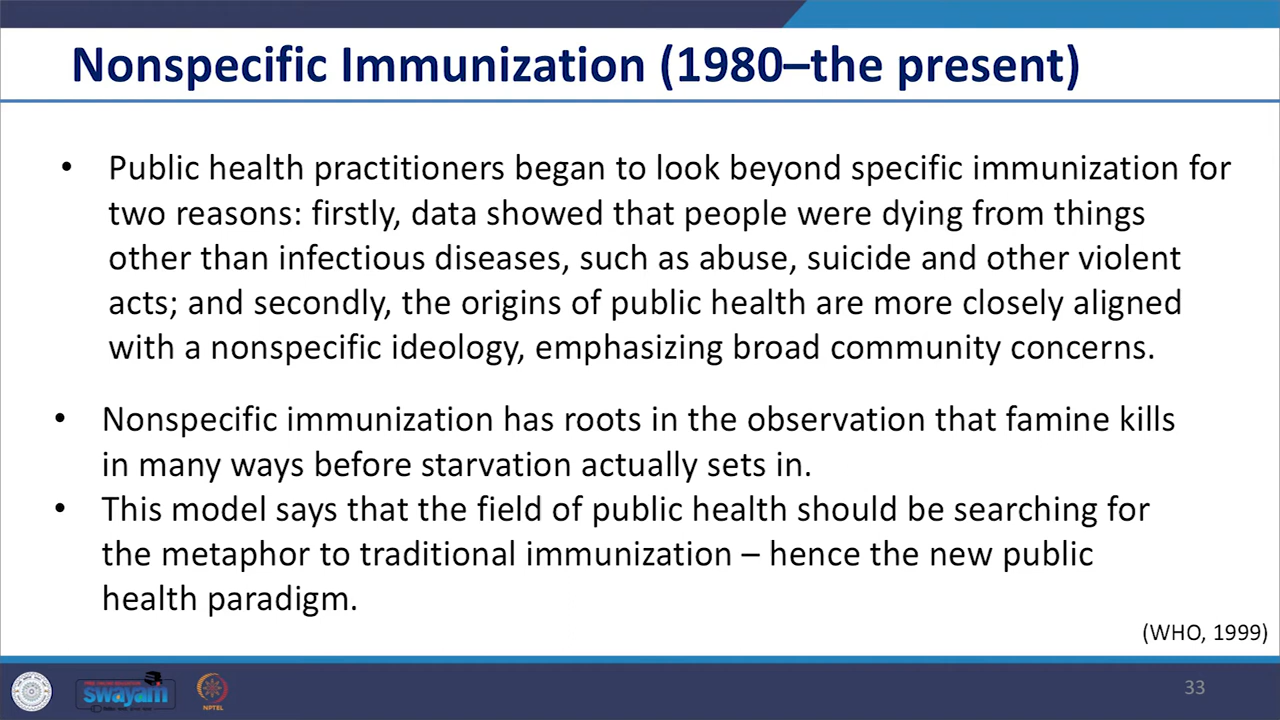 Nonspecific Immunization (1980–the present)
• Public health practitioners began to look beyond specific immunization for
two reasons: firstly, data showed that people were dying from things
other than infectious diseases, such as abuse, suicide and other violent
acts; and secondly, the origins of public health are more closely aligned
with a nonspecific ideology, emphasizing broad community concerns.
• Nonspecific immunization has roots in the observation that famine kills
in many ways before starvation actually sets in.
• This model says that the field of public health should be searching for
the metaphor to traditional immunization – hence the new public
health paradigm.
(WHO, 1999)
swayam
NPTEL
33